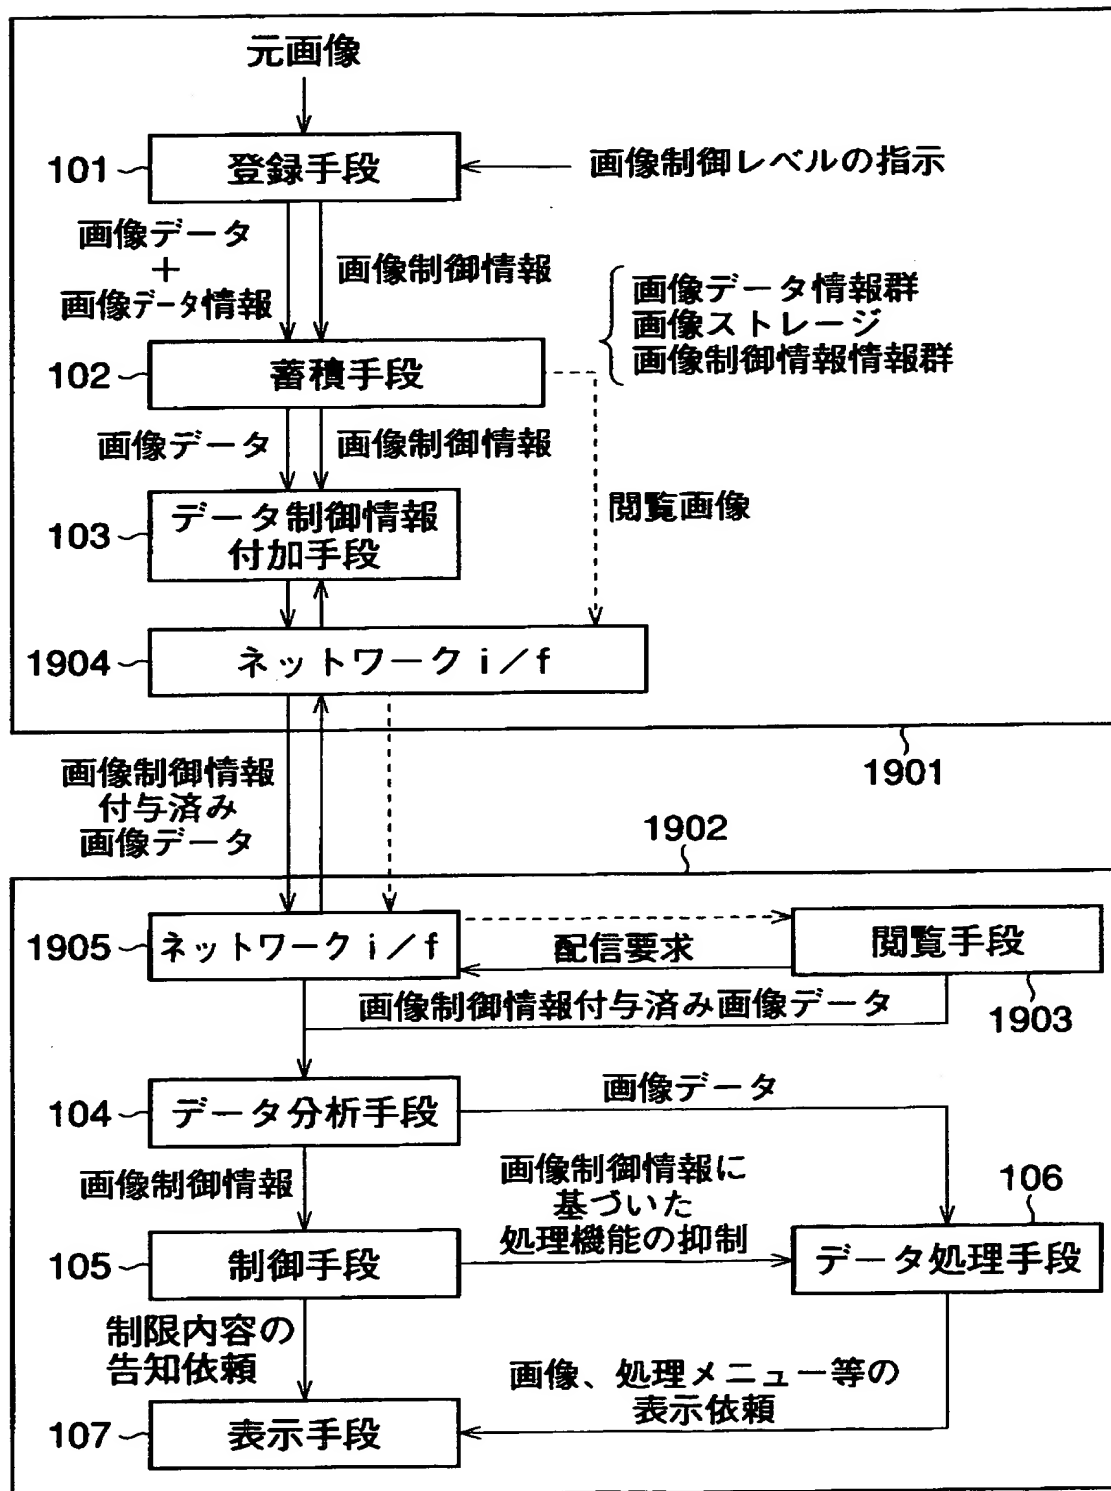 元画像
101
登録手段
画像制御レベルの指示
画像データ
+
画像データ情報
画像制御情報
画像データ情報群
画像ストレージ
画像制御情報情報群
102
蓄積手段
画像データ
画像制御情報
閲覧画像
103
データ制御情報
付加手段
1904
ネットワークi/f
1901
画像制御情報
付与済み
画像データ
1902
1905
ネットワークi/f
配信要求
閲覧手段
1903
画像制御情報付与済み画像データ
104
データ分析手段
画像データ
画像制御情報
画像制御情報に
基づいた
処理機能の抑制
106
105
制御手段
データ処理手段
制限内容の
告知依頼
画像、処理メニュー等の
表示依頼
107
表示手段